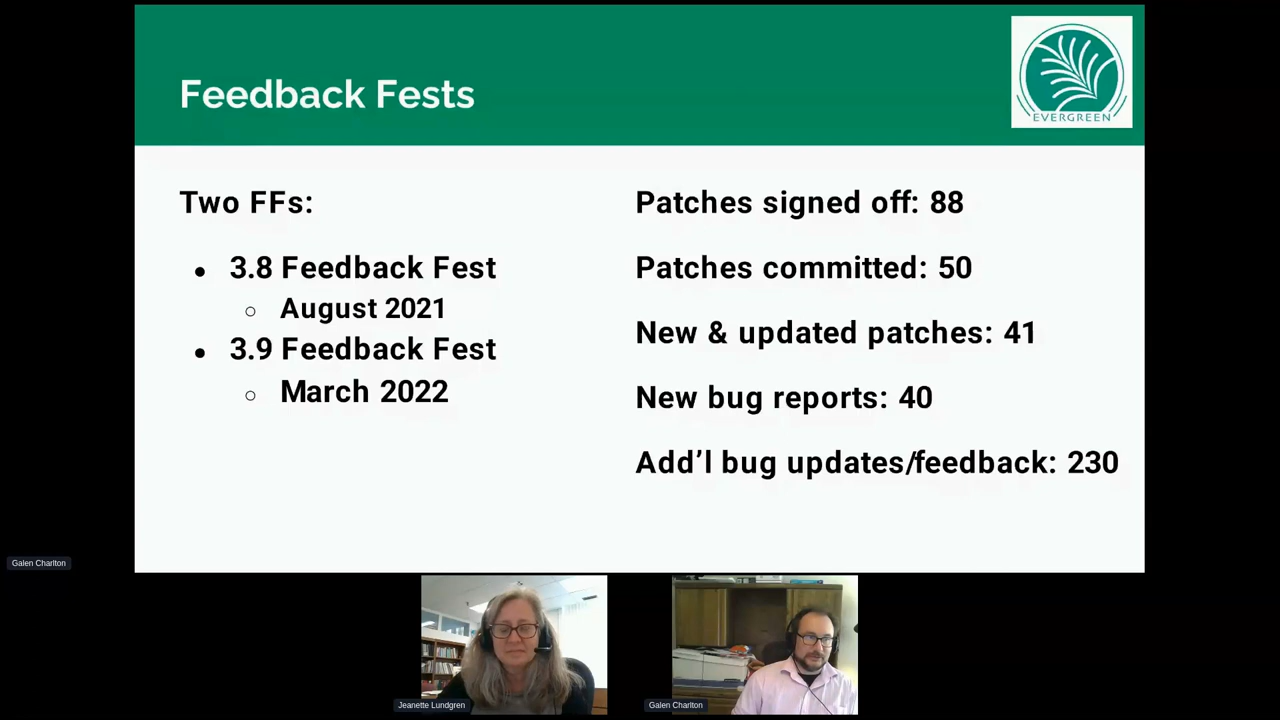 Feedback Fests
EVERGREEN
Two FFs:
● 3.8 Feedback Fest
○ August 2021
● 3.9 Feedback Fest
○ March 2022
Patches signed off: 88
Patches committed: 50
New & updated patches: 41
New bug reports: 40
Add’l bug updates/feedback: 230
Galen Charlton
Jeanette Lundgren
Galen Charlton